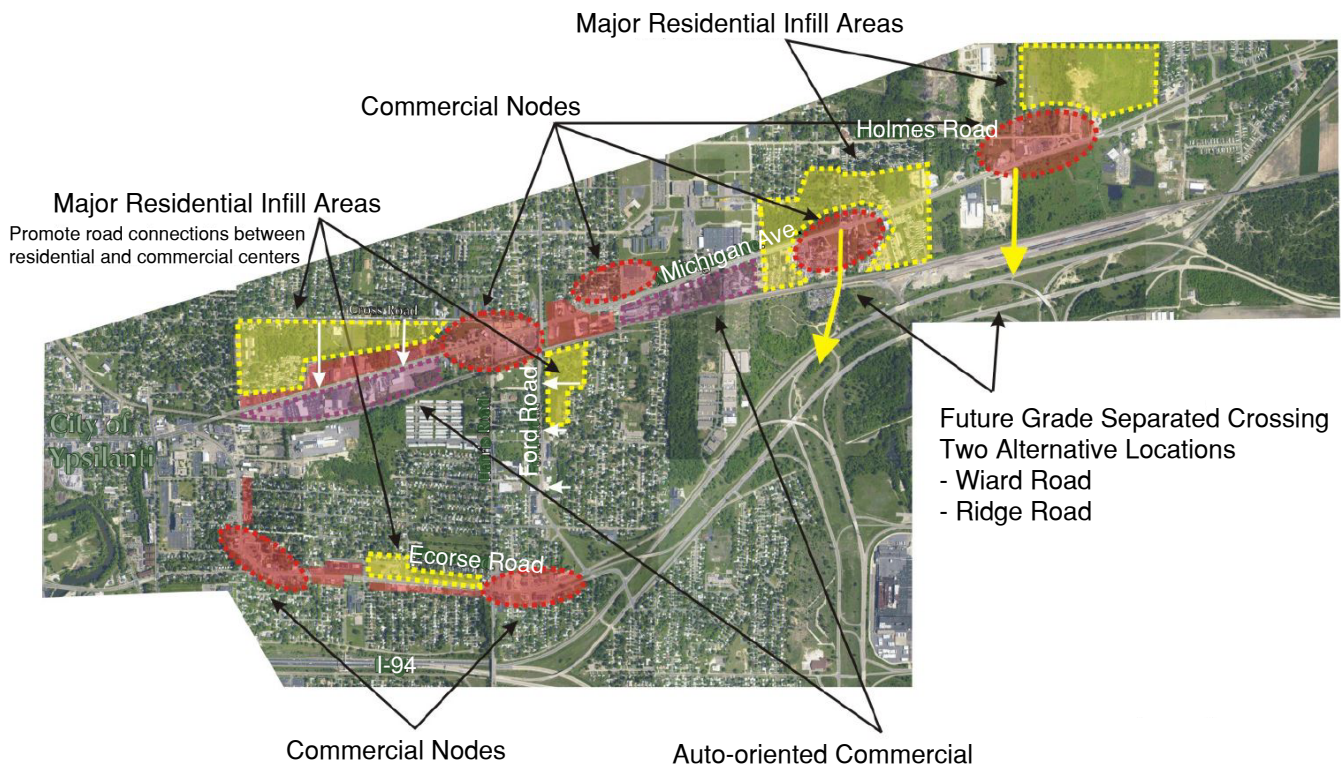 Major Residential Infill Areas
Commercial Nodes
Holmes Road
Major Residential Infill Areas
Promote road connections between
residential and commercial centers
Michigan Ave
Cross Road
City of
Ypsilanti
Ford Road
Future Grade Separated Crossing
Two Alternative Locations
- Wiard Road
- Ridge Road
Ecorse Road
I-94
Commercial Nodes
Auto-oriented Commercial